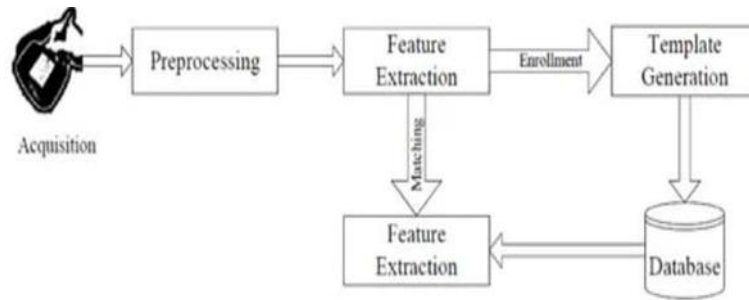 Acquisition
Preprocessing
Feature
Extraction
Enrollment
Template
Generation
Matching
Feature
Extraction
Database